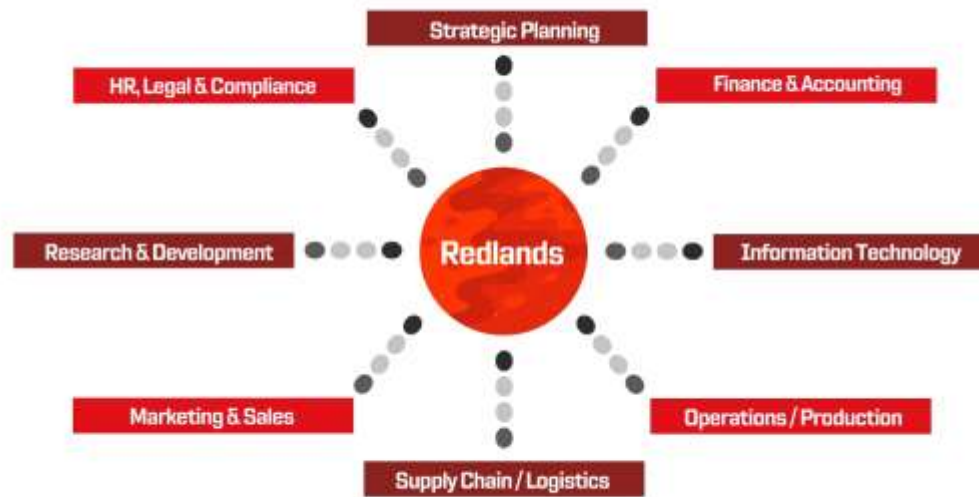 Strategic Planning
HR, Legal & Compliance
Finance & Accounting
Research & Development
Redlands
Information Technology
Marketing & Sales
Operations / Production
Supply Chain / Logistics